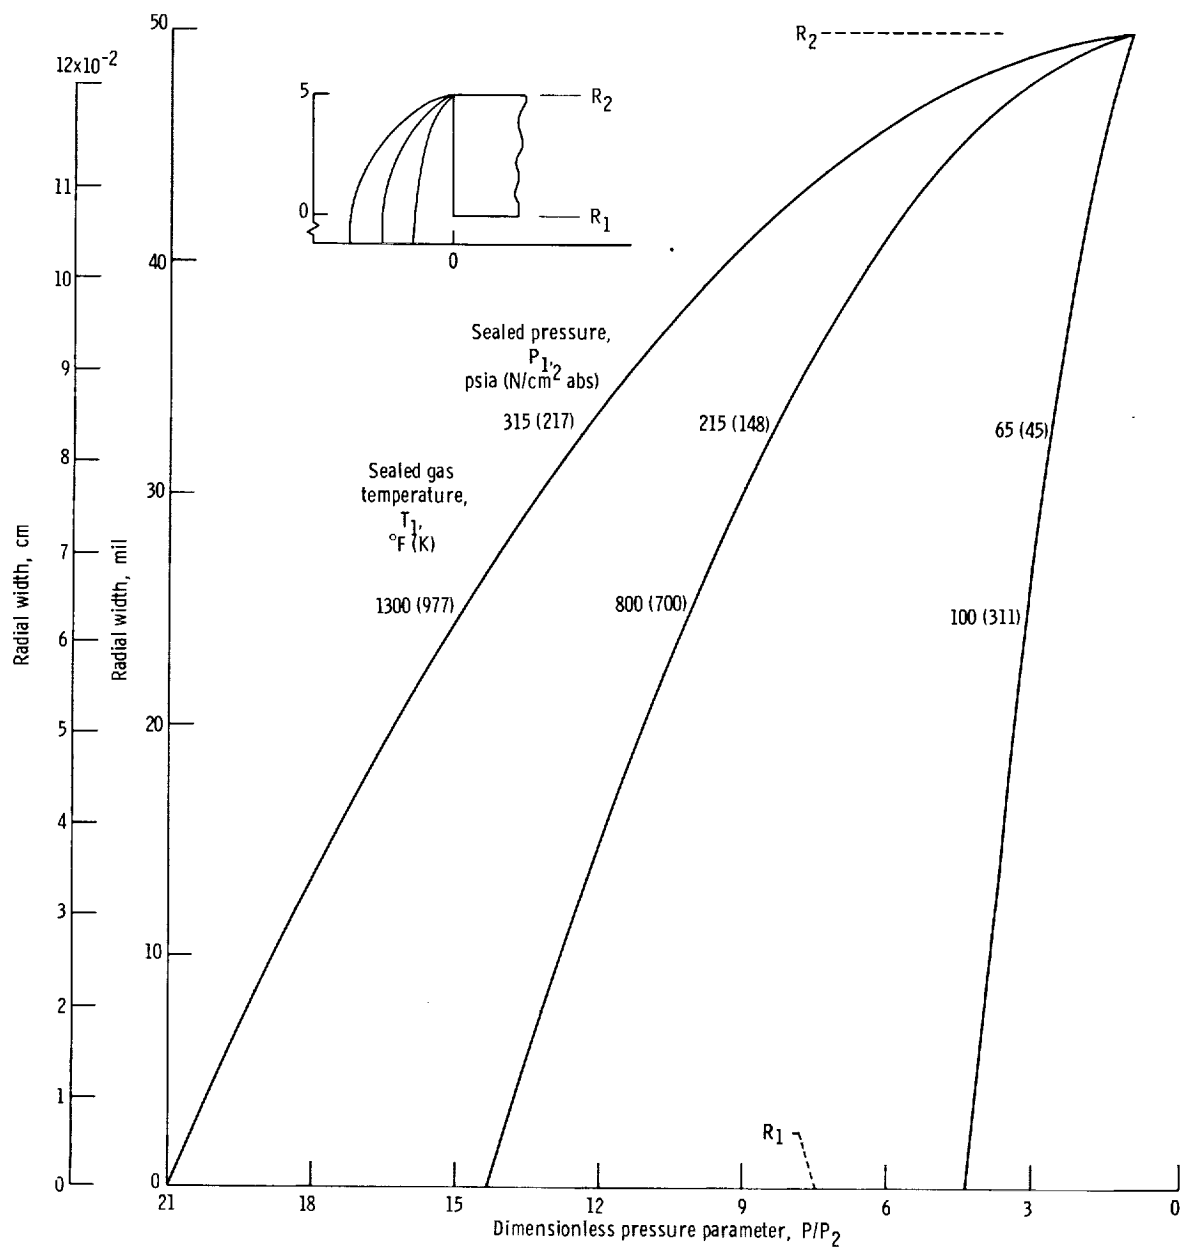 50
R2
12x10-2
5
R2
0
R1
0
11
40
10
Sealed pressure,
P1,
psia (N/cm2 abs)
9
315 (217)
215 (148)
65 (45)
8
Sealed gas
temperature,
T1,
°F (K)
30
7
Radial width, cm
Radial width, mil
1300 (977)
800 (700)
100 (311)
6
5
20
4
3
10
2
1
R1
0
0
21
18
15
12
9
6
3
0
Dimensionless pressure parameter, P/P2